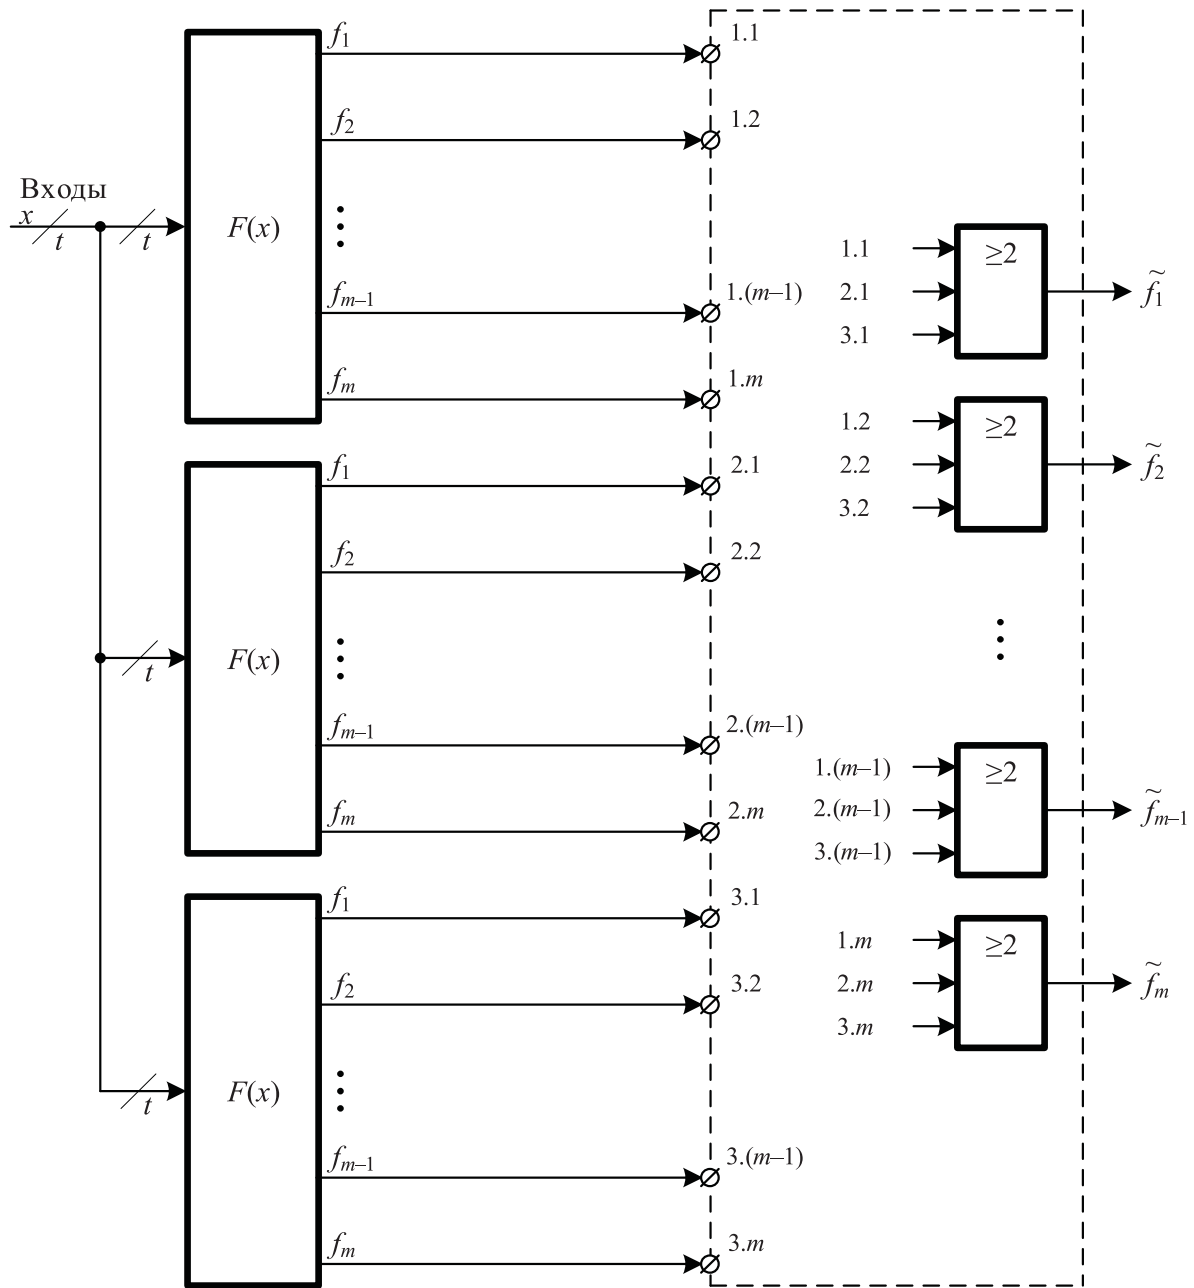 Входы
x
t
t
t
t
F(x)
f₁
f₂
⋮
fₘ₋₁
fₘ
F(x)
f₁
f₂
⋮
fₘ₋₁
fₘ
F(x)
f₁
f₂
⋮
fₘ₋₁
fₘ
1.1
1.2
1.(m–1)
1.m
2.1
2.2
2.(m–1)
2.m
3.1
3.2
3.(m–1)
3.m
1.1
2.1
3.1
≥2
f̃₁
1.2
2.2
3.2
≥2
f̃₂
⋮
1.(m–1)
2.(m–1)
3.(m–1)
≥2
f̃ₘ₋₁
1.m
2.m
3.m
≥2
f̃ₘ